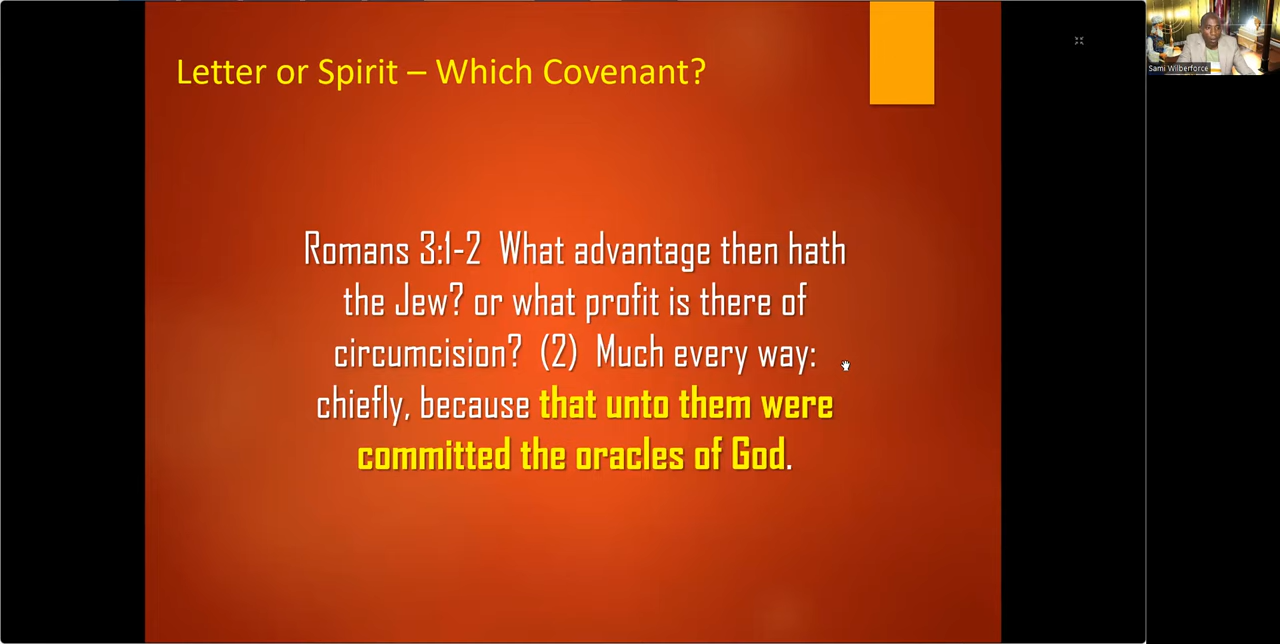 Letter or Spirit – Which Covenant?
Romans 3:1-2 What advantage then hath
the Jew? or what profit is there of
circumcision? (2) Much every way:
chiefly, because that unto them were
committed the oracles of God.
Sami Wilberforce